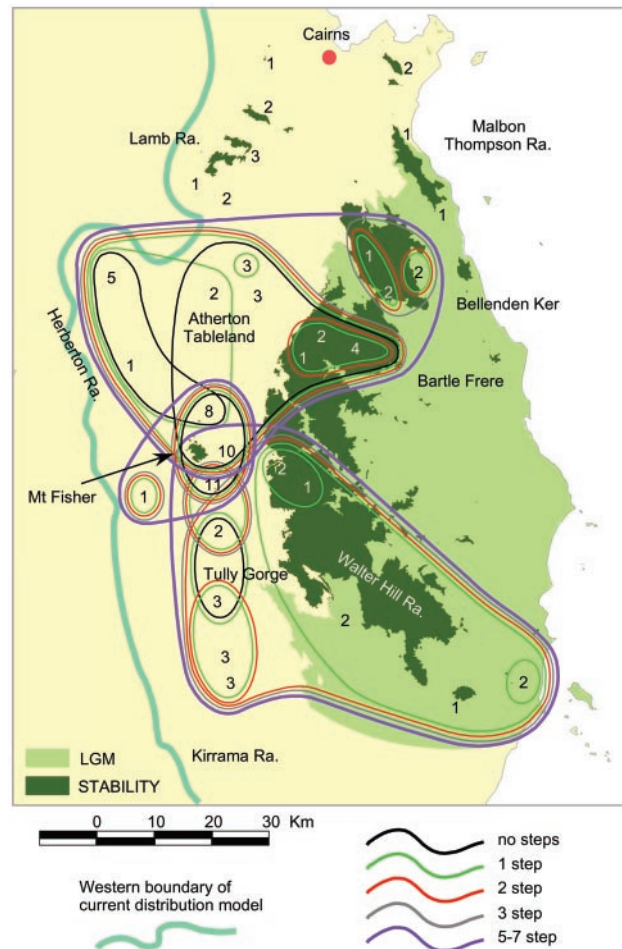 Cairns
1
2
2
Lamb Ra.
Malbon
Thompson Ra.
1
3
1
2
1
1
5
3
2
3
1
2
2
Bellenden Ker
Atherton
Tableland
Herberton Ra.
2
1
4
1
Bartle Frere
8
10
Mt Fisher
11
2
1
1
2
Tully Gorge
Walter Hill Ra.
3
2
3
3
2
1
Kirrama Ra.
LGM
STABILITY
0 10 20 30 Km
Western boundary of
current distribution model
no steps
1 step
2 step
3 step
5-7 step